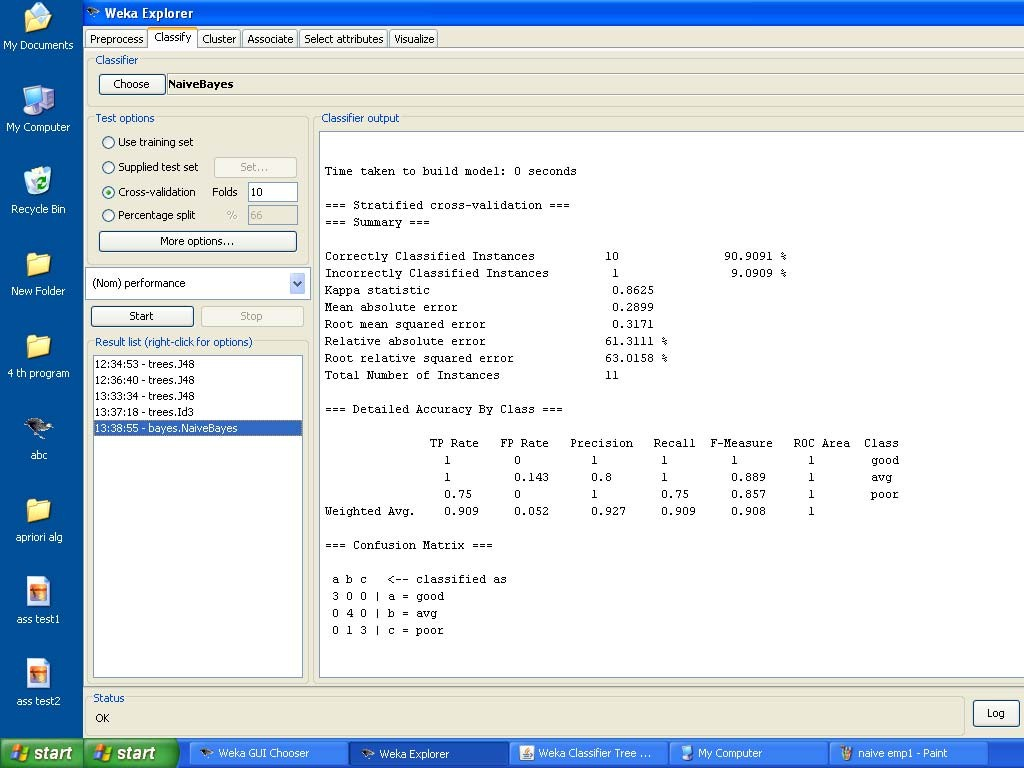 My Documents
My Computer
Recycle Bin
New Folder
4 th program
abc
apriori alg
ass test1
ass test2
Weka Explorer
Preprocess Classify Cluster Associate Select attributes Visualize
Classifier
Choose NaiveBayes
Test options
Use training set
Supplied test set Set...
Cross-validation Folds 10
Percentage split % 66
More options...
(Nom) performance
Start Stop
Result list (right-click for options)
12:34:53 - trees.J48
12:36:40 - trees.J48
13:33:34 - trees.J48
13:37:18 - trees.Id3
13:38:55 - bayes.NaiveBayes
Classifier output
Time taken to build model: 0 seconds
=== Stratified cross-validation ===
=== Summary ===
Correctly Classified Instances 10 90.9091 %
Incorrectly Classified Instances 1 9.0909 %
Kappa statistic 0.8625
Mean absolute error 0.2899
Root mean squared error 0.3171
Relative absolute error 61.3111 %
Root relative squared error 63.0158 %
Total Number of Instances 11
=== Detailed Accuracy By Class ===
TP Rate FP Rate Precision Recall F-Measure ROC Area Class
1 0 1 1 1 1 good
1 0.143 0.8 1 0.889 1 avg
0.75 0 1 0.75 0.857 1 poor
Weighted Avg. 0.909 0.052 0.927 0.909 0.908 1
=== Confusion Matrix ===
a b c <-- classified as
3 0 0 | a = good
0 4 0 | b = avg
0 1 3 | c = poor
Status
OK
Log
start start Weka GUI Chooser Weka Explorer Weka Classifier Tree ... My Computer naive emp1 - Paint